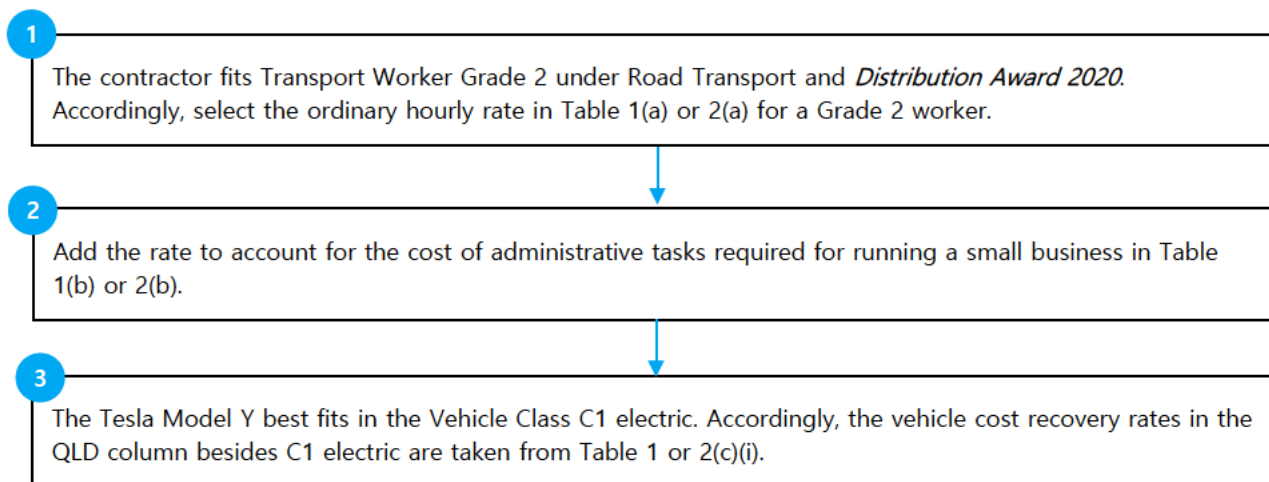 1
The contractor fits Transport Worker Grade 2 under Road Transport and Distribution Award 2020.
Accordingly, select the ordinary hourly rate in Table 1(a) or 2(a) for a Grade 2 worker.
2
Add the rate to account for the cost of administrative tasks required for running a small business in Table
1(b) or 2(b).
3
The Tesla Model Y best fits in the Vehicle Class C1 electric. Accordingly, the vehicle cost recovery rates in the
QLD column besides C1 electric are taken from Table 1 or 2(c)(i).